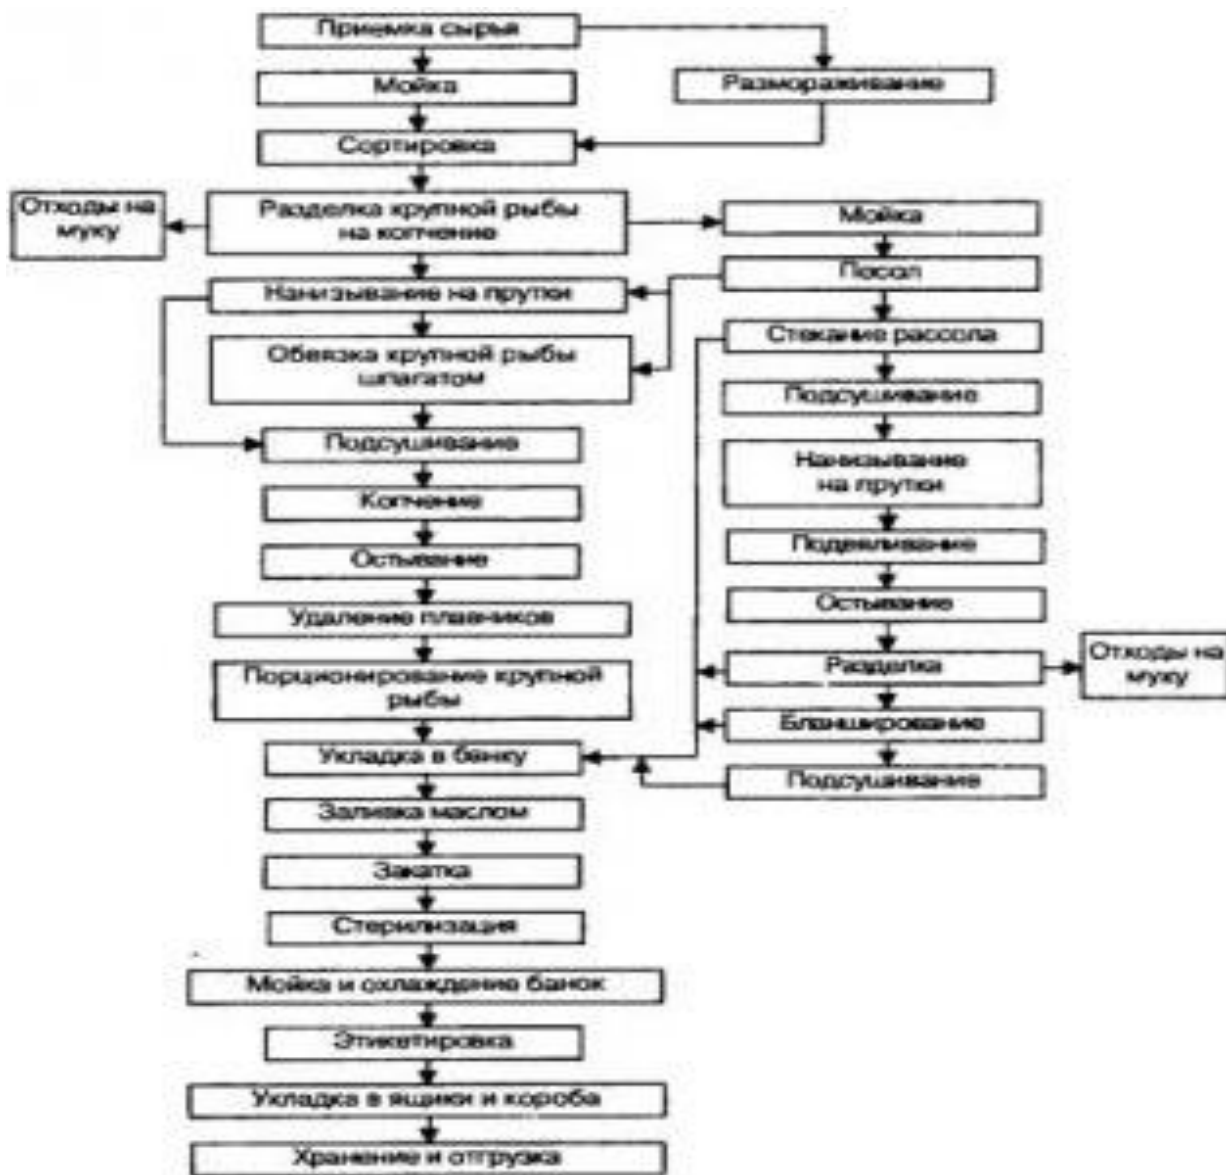 Приемка сырья
Мойка
Размораживание
Сортировка
Отходы на
муку
Разделка крупной рыбы
на копчение
Мойка
Посол
Нанизывание на прутки
Стекание рассола
Обвязка крупной рыбы
шпагатом
Подсушивание
Подсушивание
Нанизывание
на прутки
Копчение
Подвяливание
Остывание
Остывание
Удаление плавников
Разделка
Отходы на
муку
Порционирование крупной
рыбы
Бланширование
Укладка в банку
Подсушивание
Заливка маслом
Закатка
Стерилизация
Мойка и охлаждение банок
Этикетировка
Укладка в ящики и короба
Хранение и отгрузка